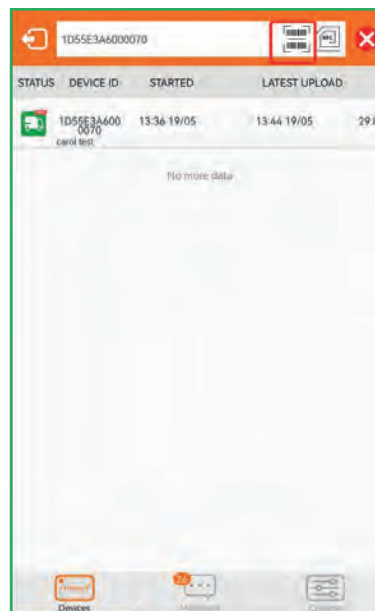 1D55E3A6000070
STATUS DEVICE ID STARTED LATEST UPLOAD
1D55E3A600 13:36 19/05 13:44 19/05
0070
carol test
No more data
26
Devices